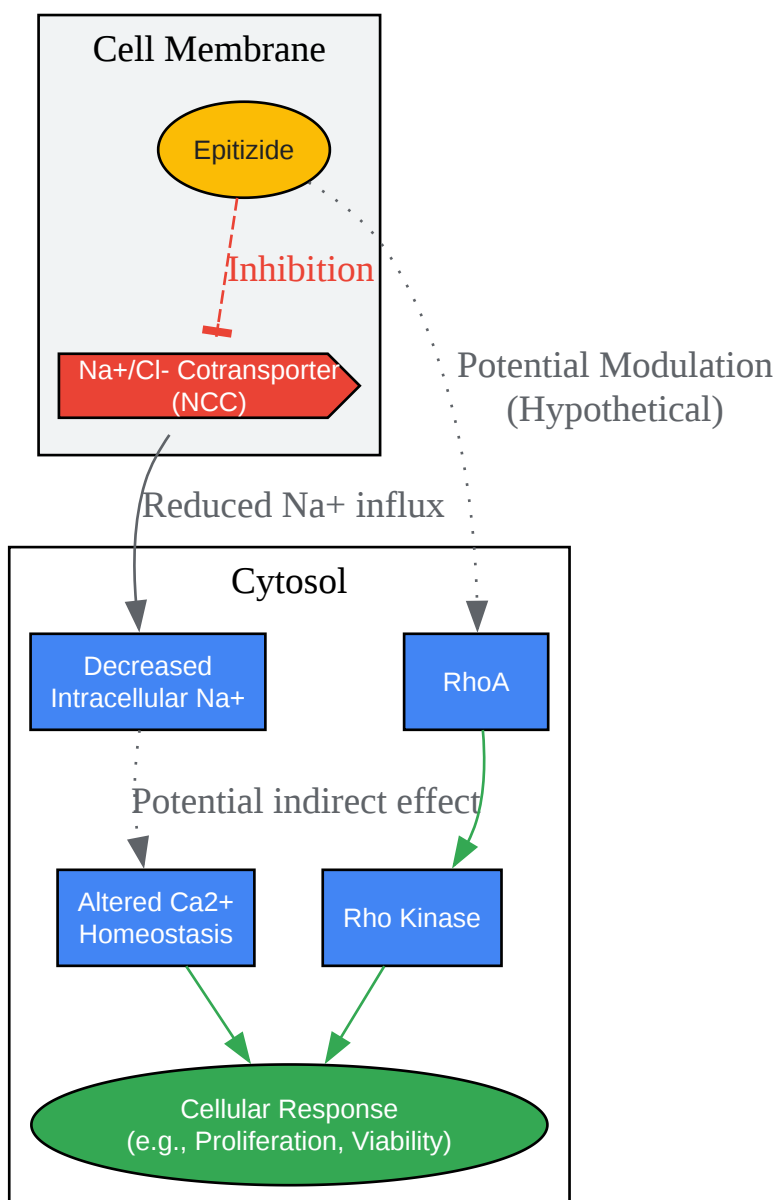 Cell Membrane
Epitizide
Inhibition
Na+/Cl- Cotransporter
(NCC)
Potential Modulation
(Hypothetical)
Reduced Na+ influx
Cytosol
Decreased
Intracellular Na+
RhoA
Potential indirect effect
Altered Ca2+
Homeostasis
Rho Kinase
Cellular Response
(e.g., Proliferation, Viability)